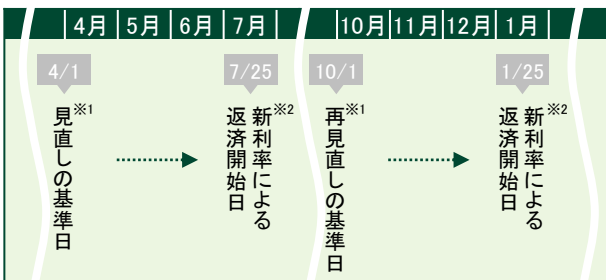 4月 5月 6月 7月 10月 11月 12月 1月
4/1 7/25 10/1 1/25
見直しの基準日※1
新利率による※2
返済開始日
再見直しの基準日※1
新利率による※2
返済開始日